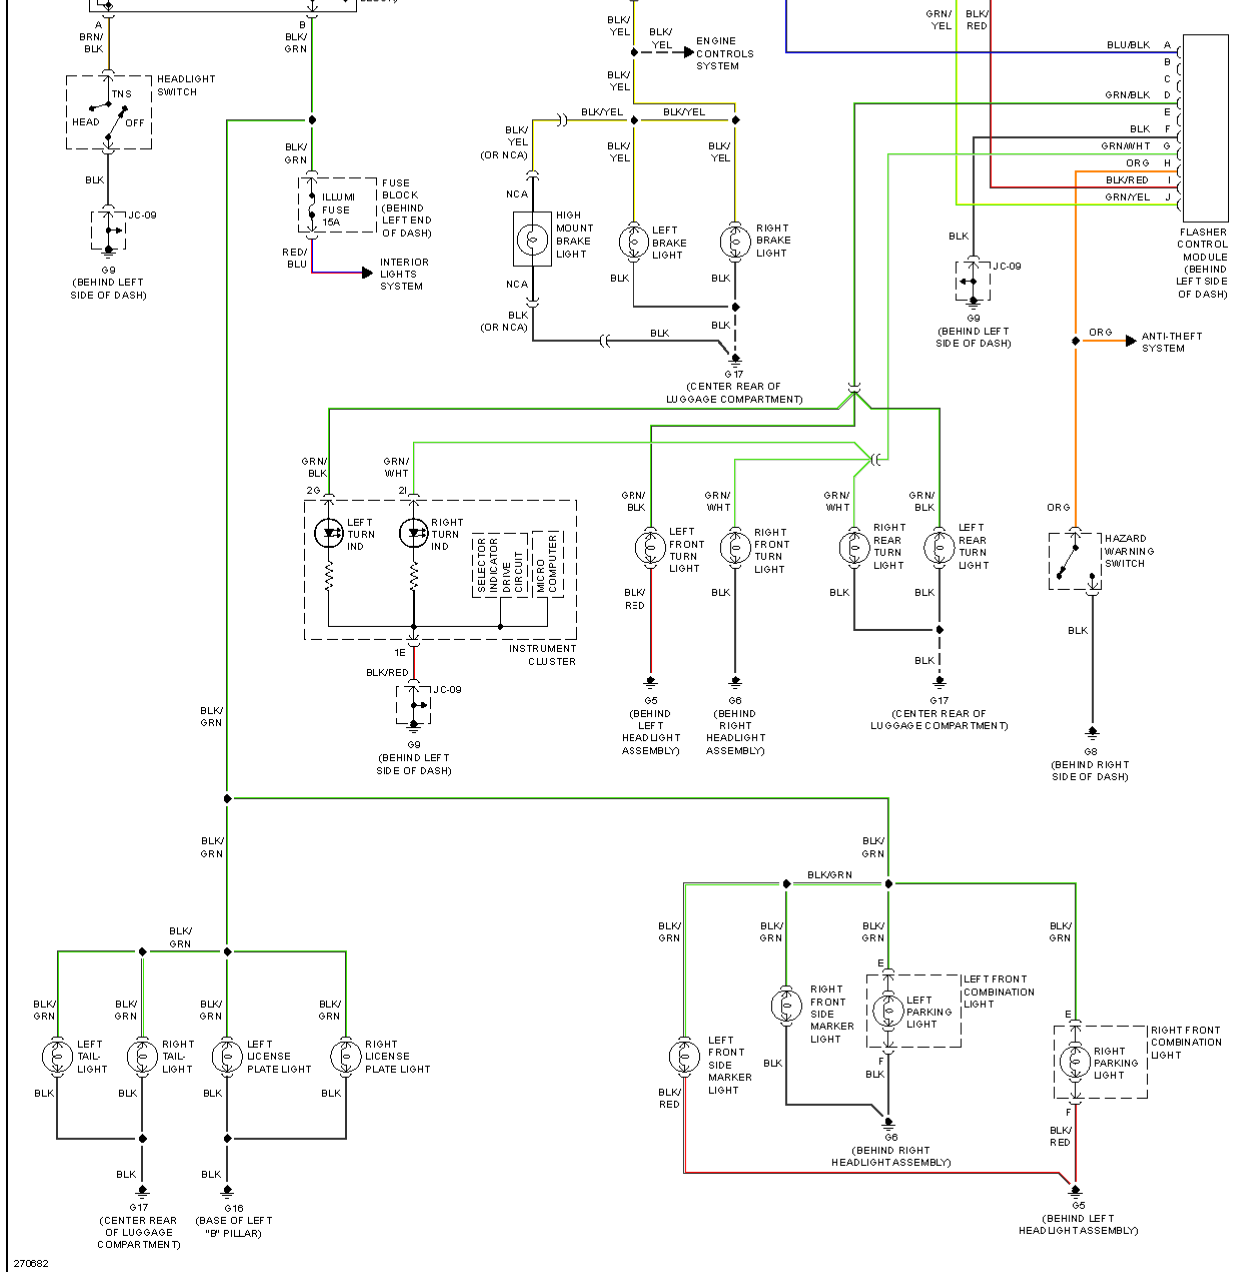 A
BRN/
BLK
HEADLIGHT
SWITCH
TNS
HEAD
OFF
BLK
JC-09
G9
(BEHIND LEFT
SIDE OF DASH)
B
BLK/
GRN
BLK/
GRN
ILLUMI
FUSE
15A
FUSE
BLOCK
(BEHIND
LEFT END
OF DASH)
RED/
BLU
INTERIOR
LIGHTS
SYSTEM
BLK/
YEL
BLK/
YEL
ENGINE
CONTROLS
SYSTEM
BLK/
YEL
BLK/YEL
BLK/YEL
BLK/
YEL
(OR NCA)
BLK/
YEL
BLK/
YEL
NCA
HIGH
MOUNT
BRAKE
LIGHT
LEFT
BRAKE
LIGHT
RIGHT
BRAKE
LIGHT
NCA
BLK
BLK
BLK
(OR NCA)
BLK
BLK
G17
(CENTER REAR OF
LUGGAGE COMPARTMENT)
GRN/
YEL
BLK/
RED
BLU/BLK A
B
C
GRN/BLK D
E
BLK F
GRN/WHT G
ORG H
BLK/RED I
GRN/YEL J
FLASHER
CONTROL
MODULE
(BEHIND
LEFT SIDE
OF DASH)
BLK
JC-09
G9
(BEHIND LEFT
SIDE OF DASH)
ORG
ANTI-THEFT
SYSTEM
GRN/
BLK
2G
GRN/
WHT
2I
LEFT
TURN
IND
RIGHT
TURN
IND
SELECTOR
INDICATOR
DRIVE
CIRCUIT
MICRO
COMPUTER
INSTRUMENT
CLUSTER
1E
BLK/RED
JC-09
G9
(BEHIND LEFT
SIDE OF DASH)
GRN/
BLK
GRN/
WHT
GRN/
WHT
GRN/
BLK
LEFT
FRONT
TURN
LIGHT
RIGHT
FRONT
TURN
LIGHT
RIGHT
REAR
TURN
LIGHT
LEFT
REAR
TURN
LIGHT
BLK/
RED
BLK
BLK
BLK
BLK
G5
(BEHIND
LEFT
HEADLIGHT
ASSEMBLY)
G6
(BEHIND
RIGHT
HEADLIGHT
ASSEMBLY)
G17
(CENTER REAR OF
LUGGAGE COMPARTMENT)
ORG
HAZARD
WARNING
SWITCH
BLK
G8
(BEHIND RIGHT
SIDE OF DASH)
BLK/
GRN
BLK/
GRN
BLK/
GRN
BLK/
GRN
BLK/
GRN
BLK/
GRN
BLK/
GRN
LEFT
TAIL-
LIGHT
RIGHT
TAIL-
LIGHT
LEFT
LICENSE
PLATE LIGHT
RIGHT
LICENSE
PLATE LIGHT
BLK
BLK
BLK
BLK
BLK
BLK
G17
(CENTER REAR
OF LUGGAGE
COMPARTMENT)
G16
(BASE OF LEFT
"B" PILLAR)
BLK/
GRN
BLK/GRN
BLK/
GRN
BLK/
GRN
BLK/
GRN
BLK/
GRN
E
LEFT FRONT
COMBINATION
LIGHT
RIGHT
FRONT
SIDE
MARKER
LIGHT
LEFT
PARKING
LIGHT
E
RIGHT FRONT
COMBINATION
LIGHT
LEFT
FRONT
SIDE
MARKER
LIGHT
RIGHT
PARKING
LIGHT
BLK
F
BLK
BLK/
RED
F
BLK/
RED
G6
(BEHIND RIGHT
HEADLIGHT ASSEMBLY)
G5
(BEHIND LEFT
HEADLIGHT ASSEMBLY)
270682